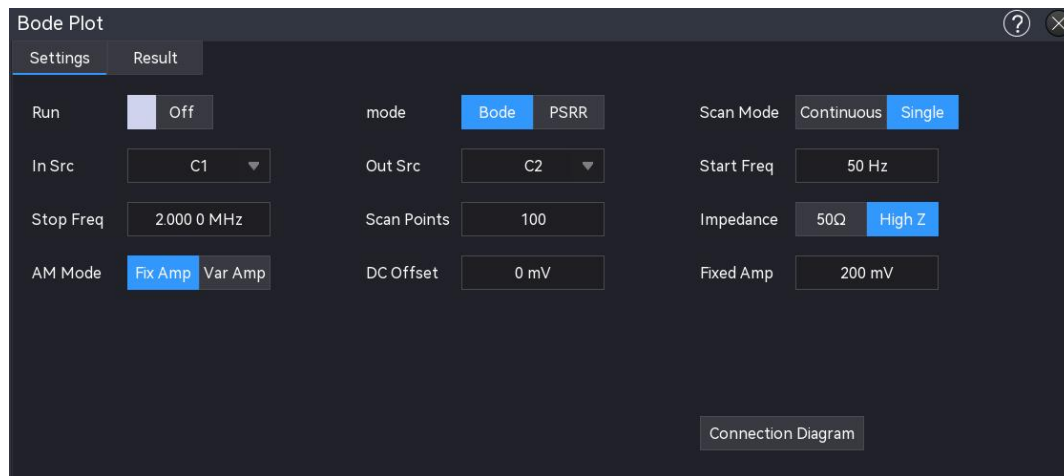 Bode Plot ?
Settings Result
Run Off mode Bode PSRR Scan Mode Continuous Single
In Src C1 Out Src C2 Start Freq 50 Hz
Stop Freq 2.000 0 MHz Scan Points 100 Impedance 50Ω High Z
AM Mode Fix Amp Var Amp DC Offset 0 mV Fixed Amp 200 mV
Connection Diagram